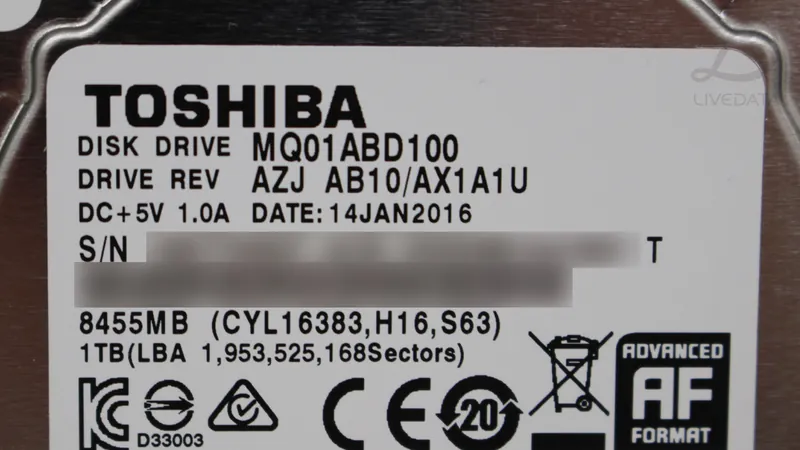 TOSHIBA
DISK DRIVE MQ01ABD100
DRIVE REV AZJ AB10/AX1A1U
DC+5V 1.0A DATE:14JAN2016
S/N T
8455MB (CYL16383,H16,S63)
1TB(LBA 1,953,525,168Sectors)
D33003
20
ADVANCED
AF
FORMAT
LIVEDAT